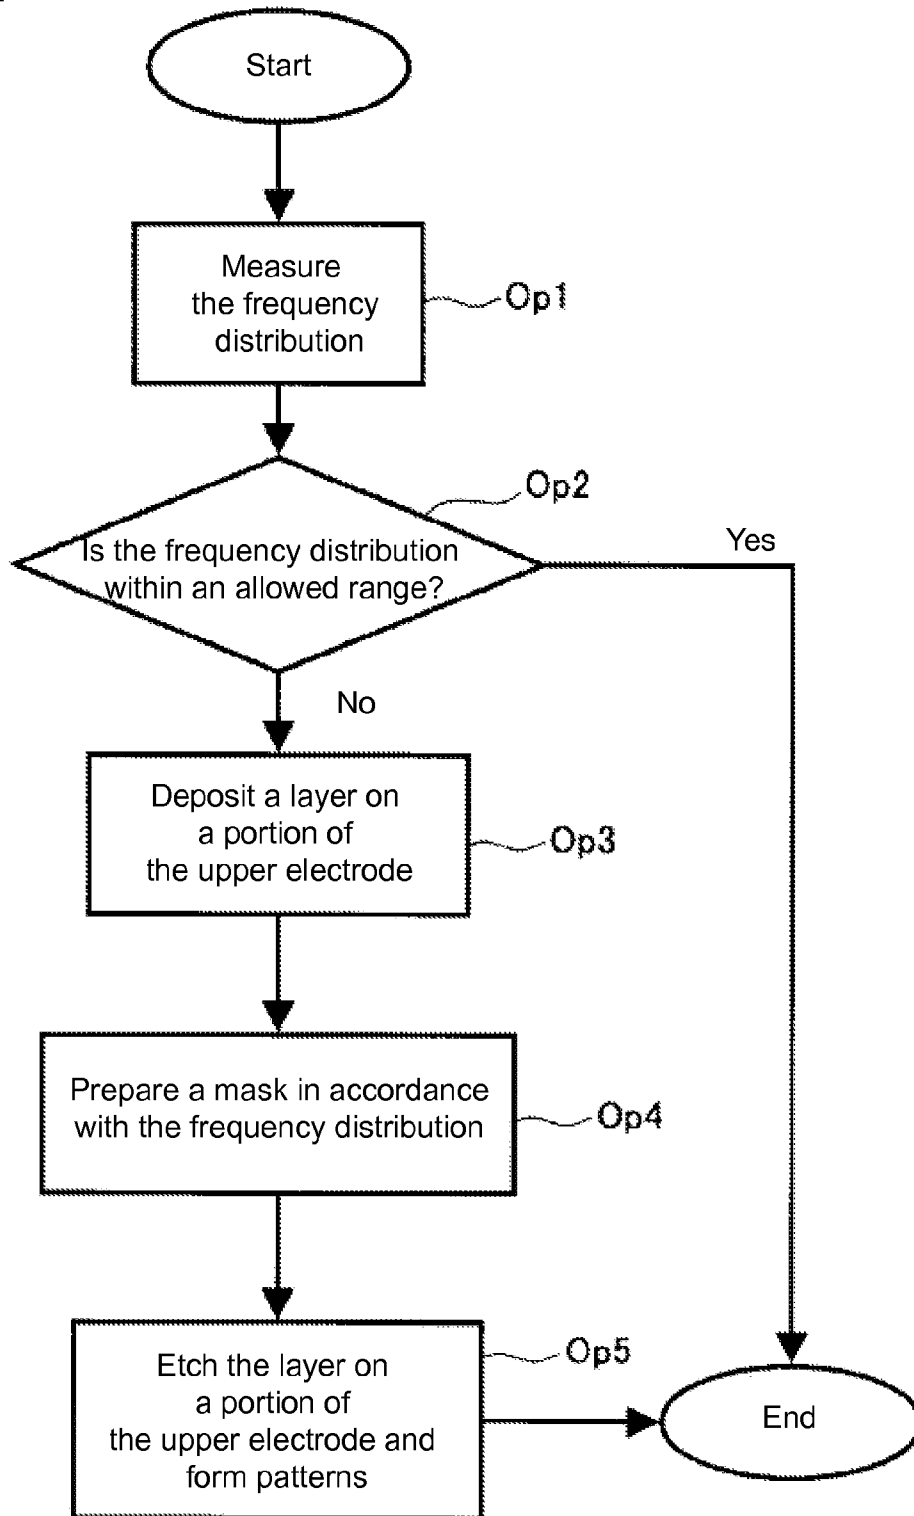 Start
Measure
the frequency
distribution
Op1
Op2
Is the frequency distribution
within an allowed range?
Yes
No
Deposit a layer on
a portion of
the upper electrode
Op3
Prepare a mask in accordance
with the frequency distribution
Op4
Etch the layer on
a portion of
the upper electrode and
form patterns
Op5
End